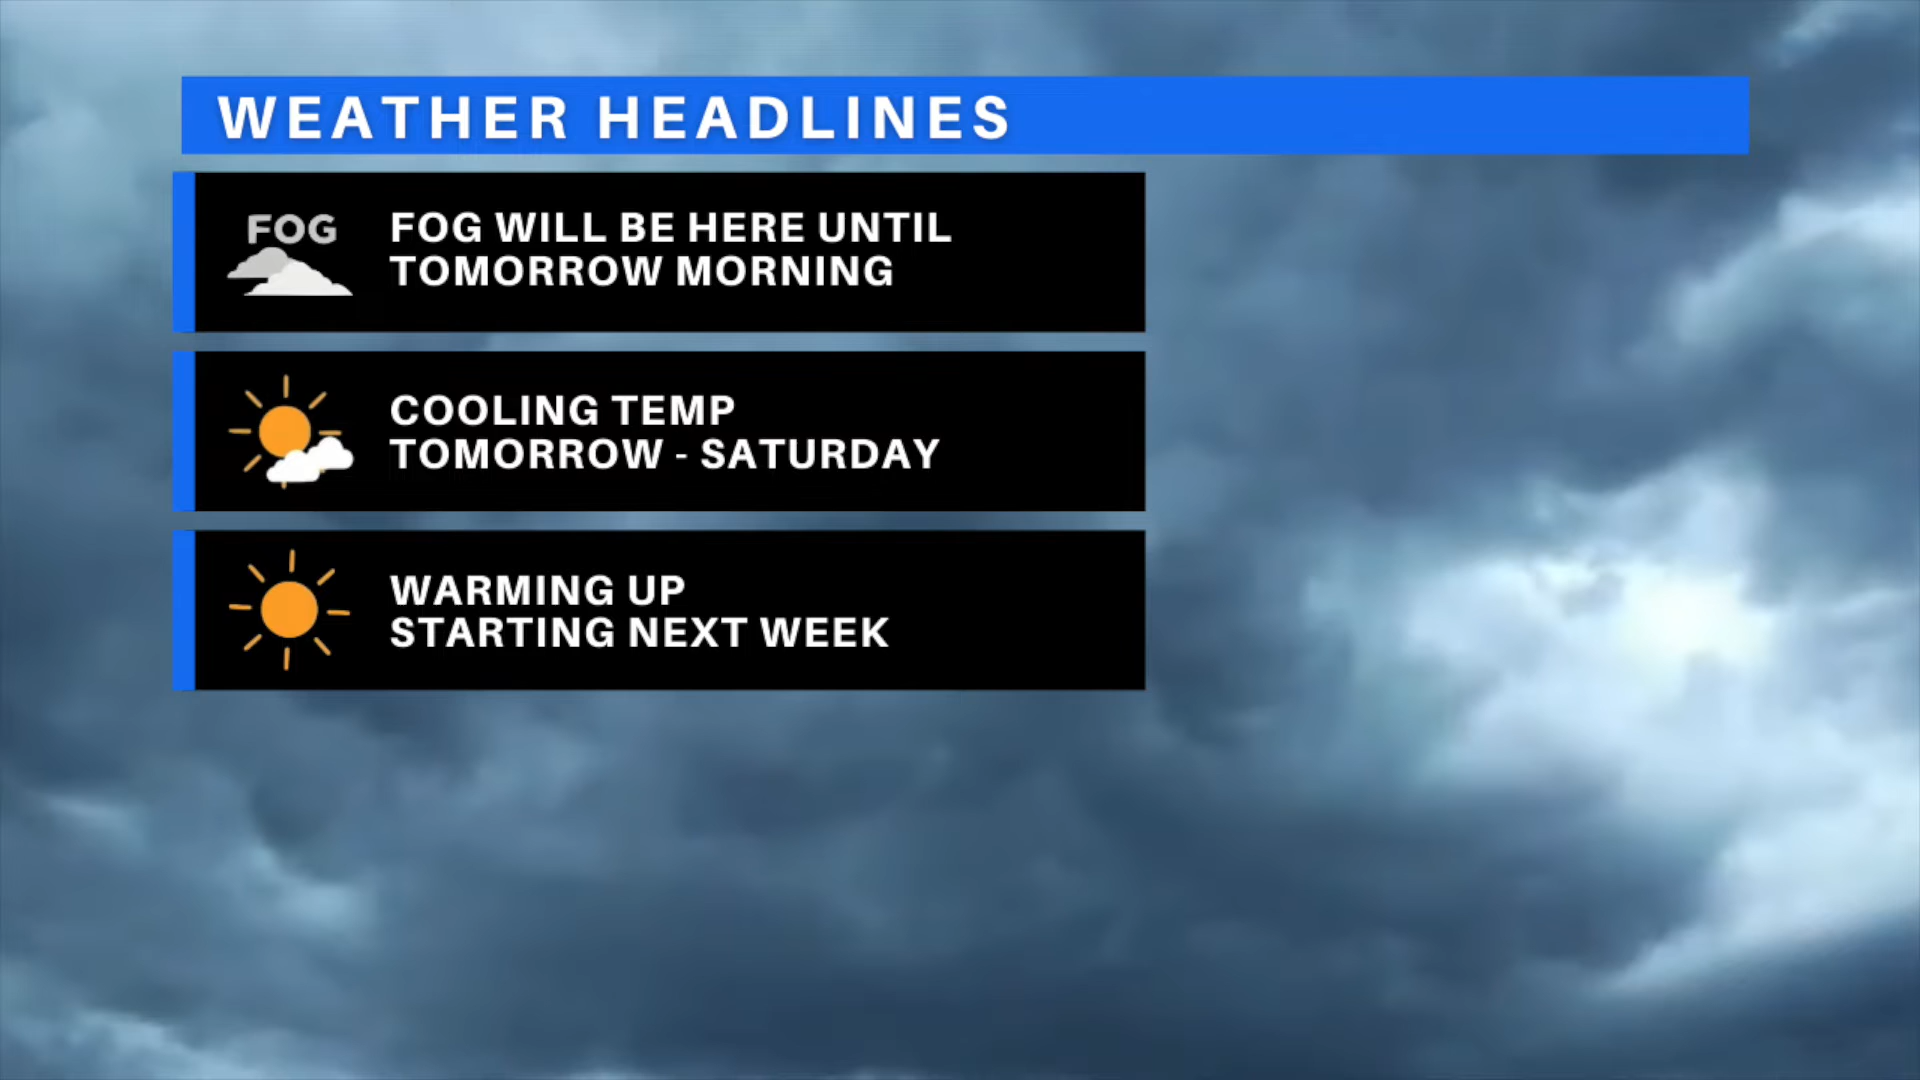 WEATHER HEADLINES
FOG
FOG WILL BE HERE UNTIL
TOMORROW MORNING
COOLING TEMP
TOMORROW - SATURDAY
WARMING UP
STARTING NEXT WEEK